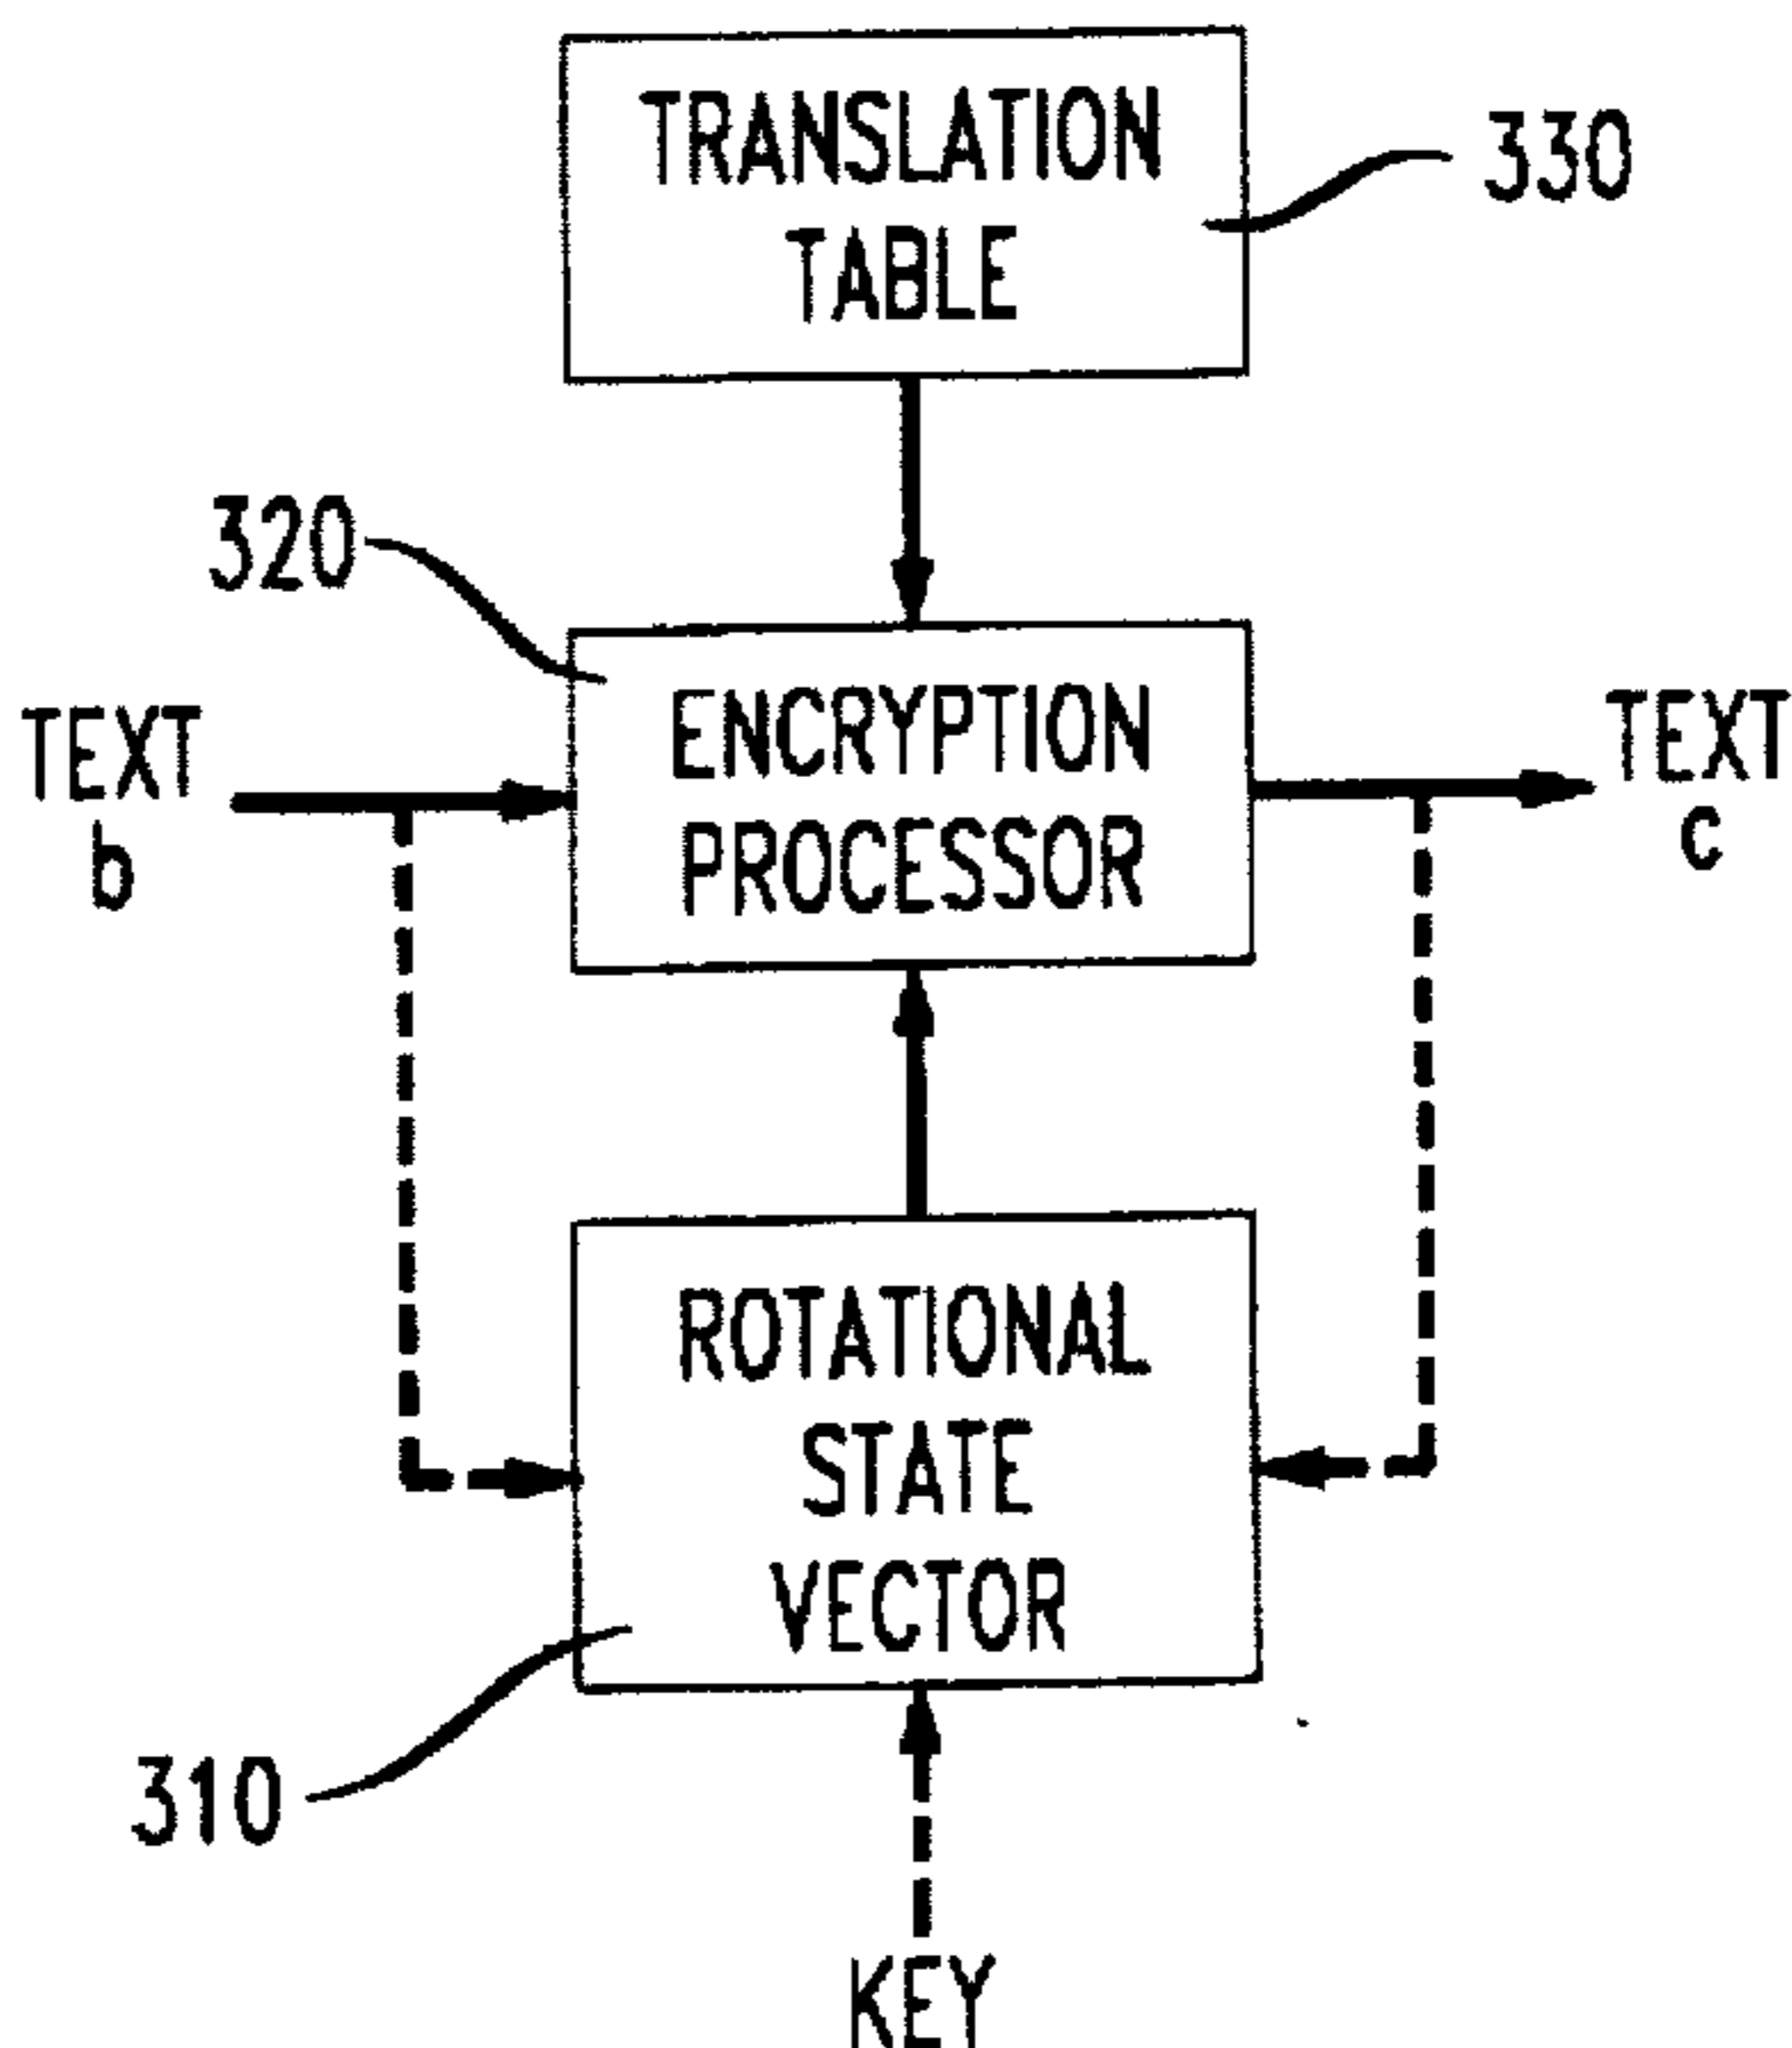 TRANSLATION
TABLE
330
320
TEXT
b
ENCRYPTION
PROCESSOR
TEXT
c
ROTATIONAL
STATE
VECTOR
310
KEY